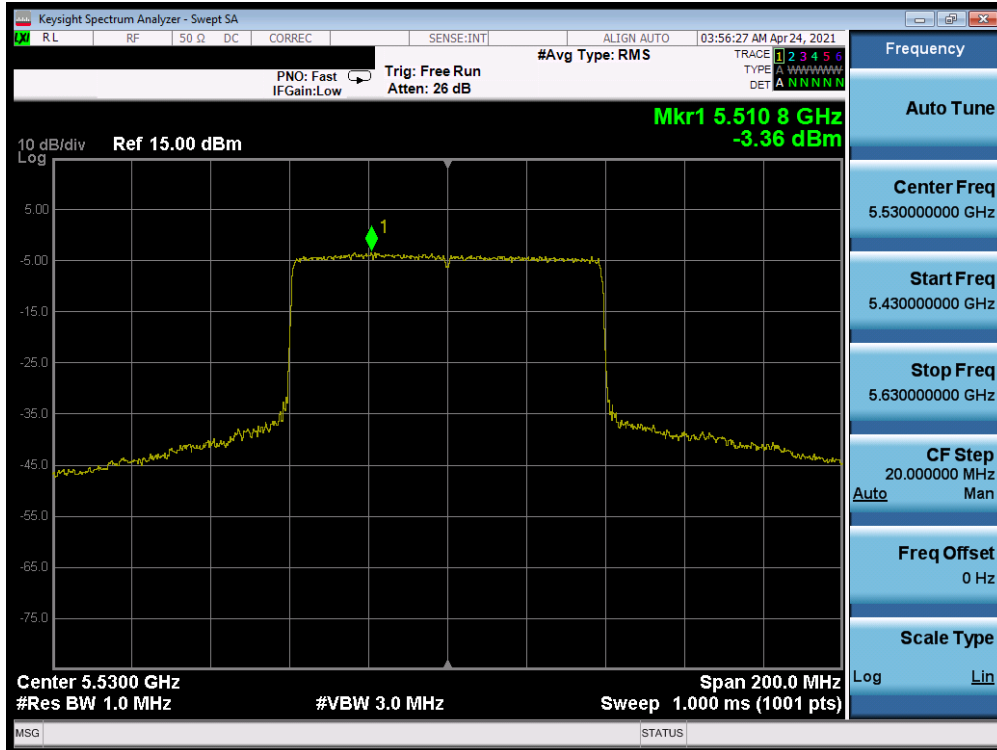 Keysight Spectrum Analyzer - Swept SA
LXI RL RF 50 Ω DC CORREC SENSE:INT ALIGN AUTO 03:56:27 AM Apr 24, 2021
PNO: Fast
IFGain:Low
Trig: Free Run
Atten: 26 dB
#Avg Type: RMS
TRACE 1 2 3 4 5 6
TYPE A WWWWW
DET A N N N N N
Mkr1 5.510 8 GHz
-3.36 dBm
10 dB/div Ref 15.00 dBm
Log
1
5.00
-5.00
-15.0
-25.0
-35.0
-45.0
-55.0
-65.0
-75.0
Center 5.5300 GHz Span 200.0 MHz
#Res BW 1.0 MHz #VBW 3.0 MHz Sweep 1.000 ms (1001 pts)
MSG STATUS
Frequency
Auto Tune
Center Freq
5.530000000 GHz
Start Freq
5.430000000 GHz
Stop Freq
5.630000000 GHz
CF Step
20.000000 MHz
Auto Man
Freq Offset
0 Hz
Scale Type
Log Lin